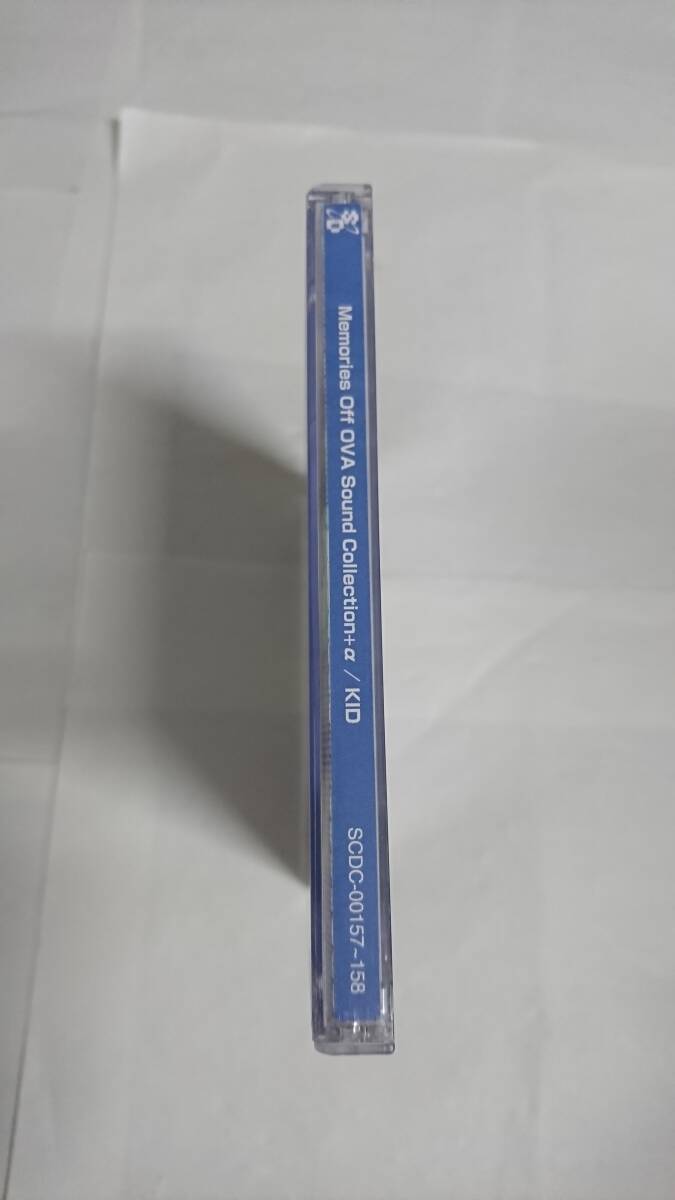 Memories Off OVA Sound Collection+α / KID
SCDC-00157~158